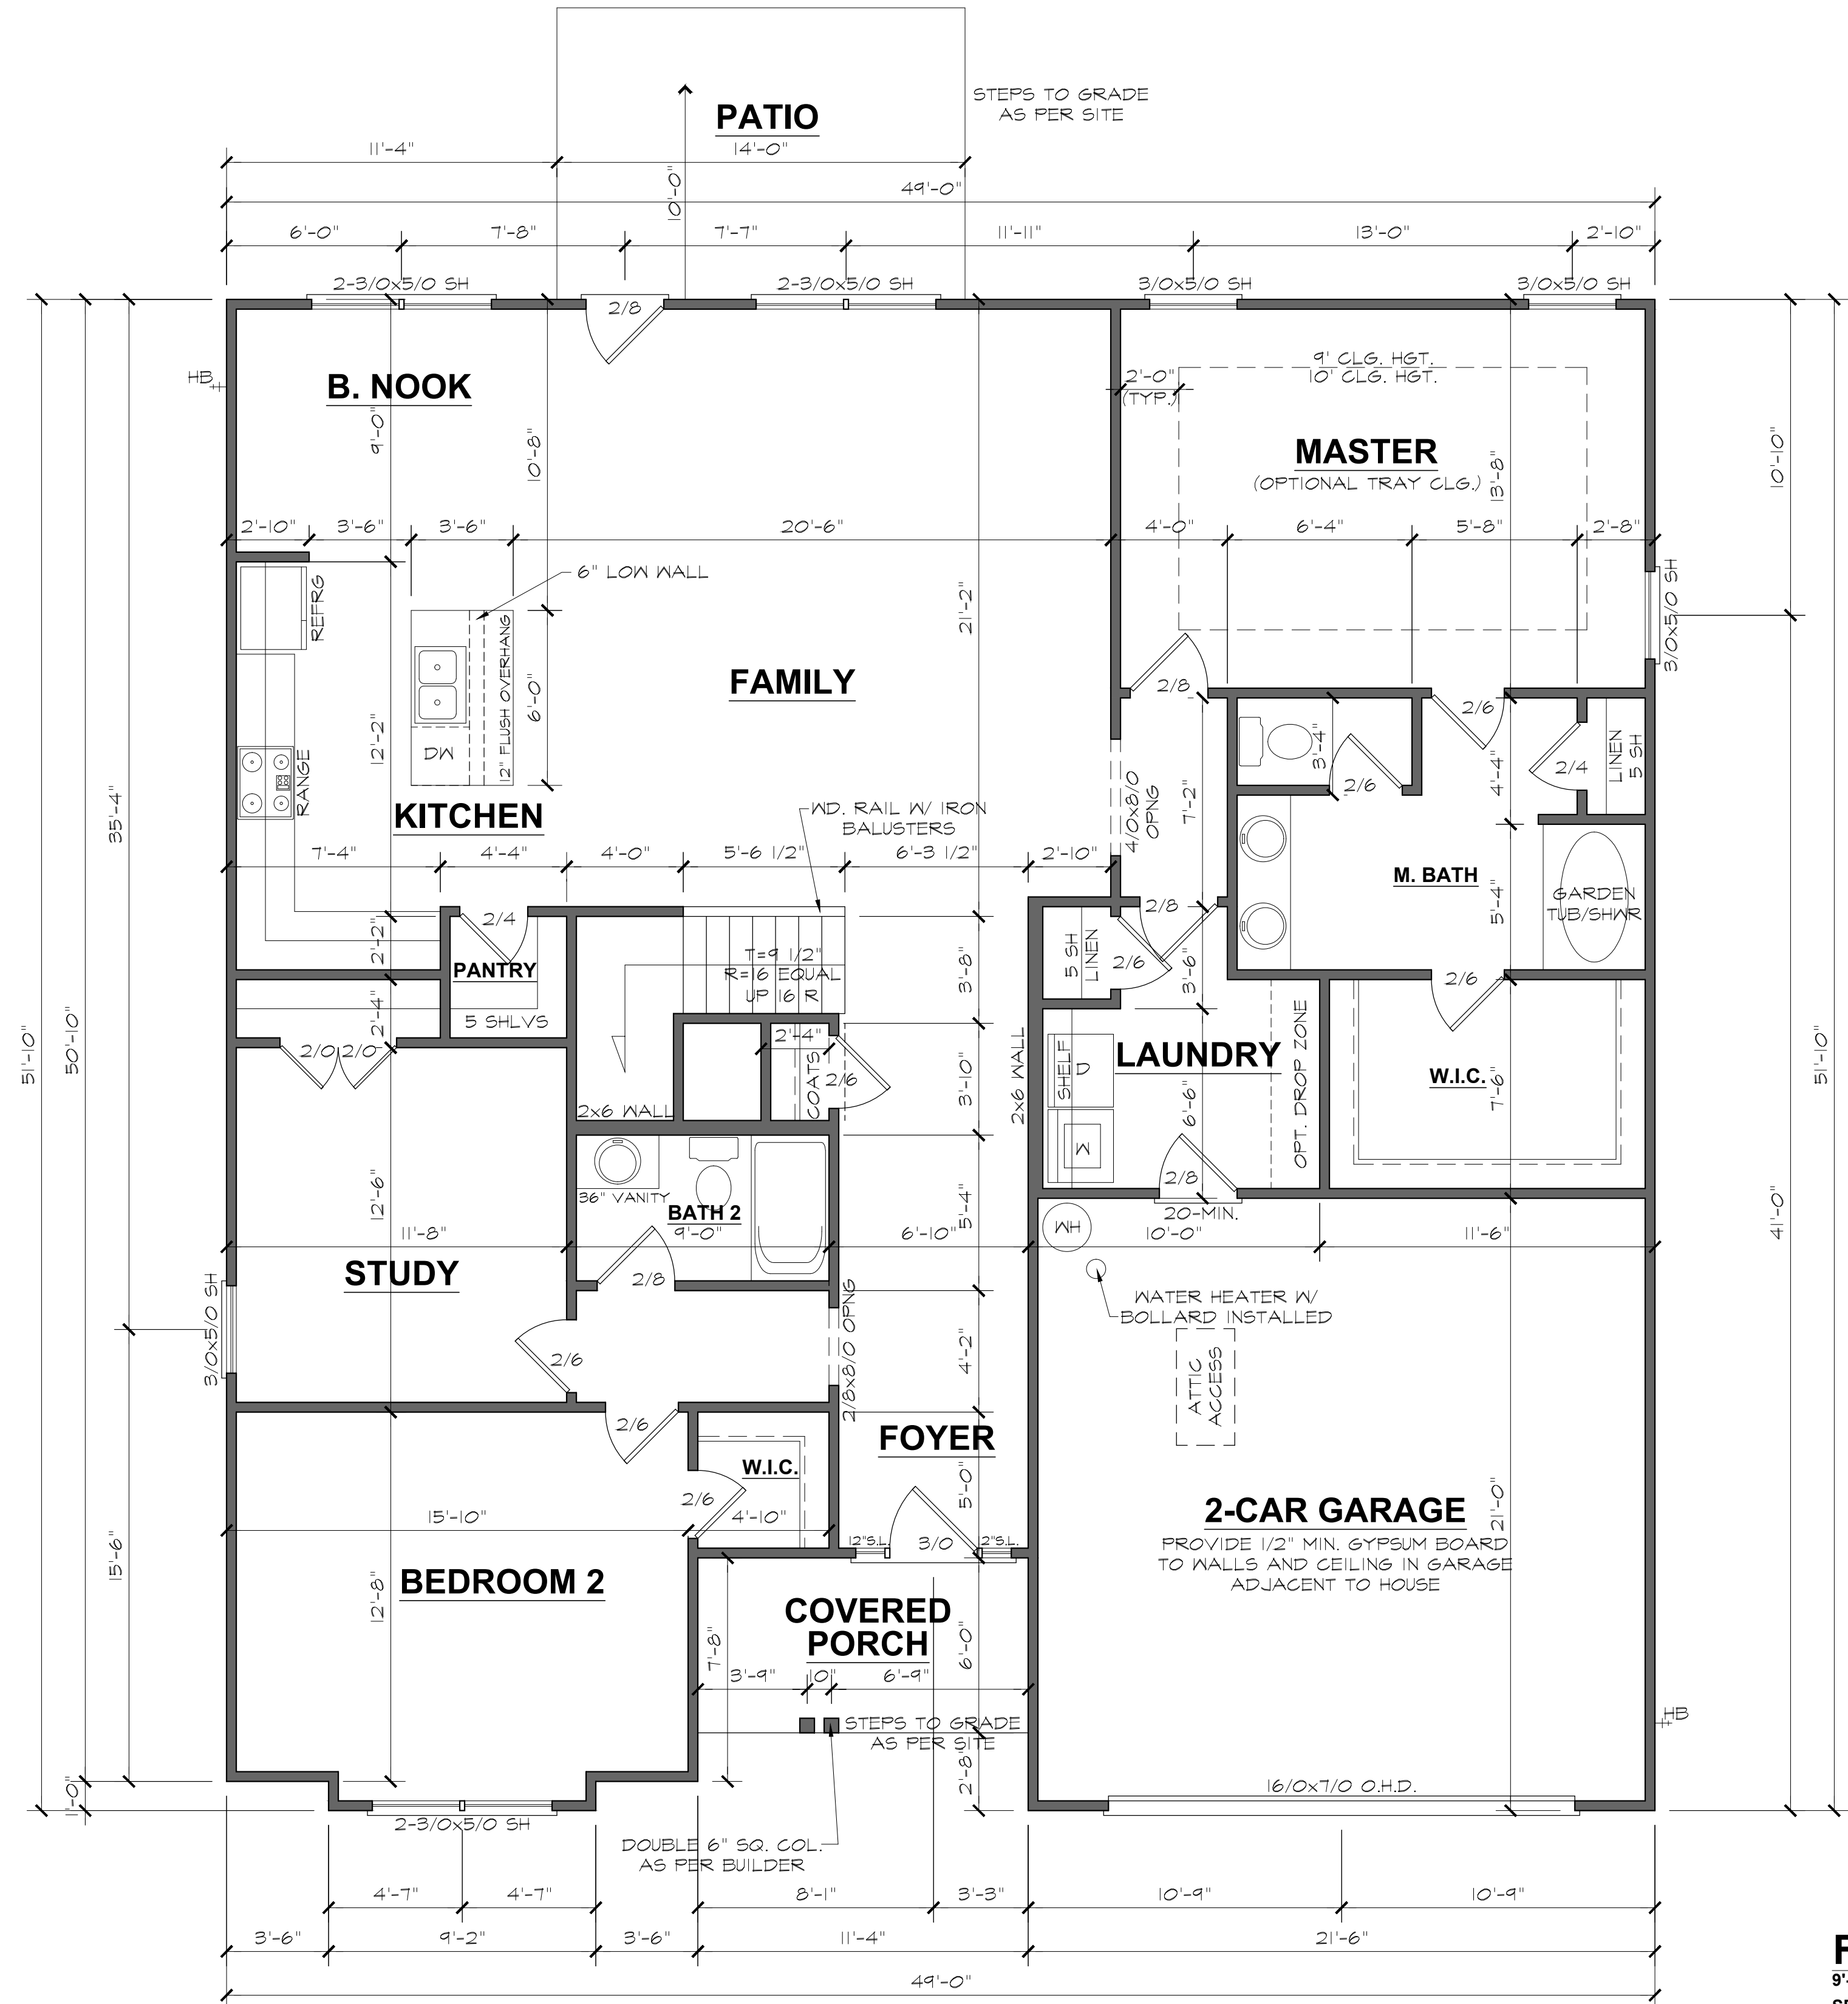 PATIO
STEPS TO GRADE
AS PER SITE
11'-4"
14'-0"
10'-0"
49'-0"
6'-0"
7'-8"
7'-7"
11'-11"
13'-0"
2'-10"
2-3/0x5/0 SH
2/8
2-3/0x5/0 SH
3/0x5/0 SH
3/0x5/0 SH
HB
B. NOOK
9'-0"
10'-8"
9' CLG. HGT.
10' CLG. HGT.
2'-0"
(TYP.)
MASTER
(OPTIONAL TRAY CLG.)
13'-8"
10'-10"
2'-10"
3'-6"
3'-6"
20'-6"
4'-0"
6'-4"
5'-8"
2'-8"
6" LOW WALL
REFRG
21'-2"
3/0x5/0 SH
12" FLUSH OVERHANG
6'-0"
FAMILY
2/8
2/6
3'-4"
2/6
2/4
LINEN
5 SH
4'-4"
12'-2"
DW
RANGE
KITCHEN
WD. RAIL W/ IRON
BALUSTERS
4/0x8/0
OPNG
7'-2"
35'-4"
50'-10"
51'-10"
7'-4"
4'-4"
4'-0"
5'-6 1/2"
6'-3 1/2"
2'-10"
M. BATH
GARDEN
TUB/SHWR
5'-4"
2/4
2/8
2'-2"
PANTRY
5 SHLVS
T=9 1/2"
R=16 EQUAL
UP 16 R
3'-8"
5 SH
LINEN
2/6
3'-6"
2/6
2'-4"
2/0
2/0
2'-4"
COATS
2/6
3'-10"
2x6 WALL
2x6 WALL
SHELF
D
W
LAUNDRY
6'-6"
OPT. DROP ZONE
W.I.C.
7'-6"
51'-10"
41'-0"
2/8
20-MIN.
12'-6"
36" VANITY
BATH 2
5'-4"
WH
11'-8"
9'-0"
6'-10"
10'-0"
11'-6"
STUDY
2/8
3/0x5/0 SH
2/8x8/0 OPNG
WATER HEATER W/
BOLLARD INSTALLED
2/6
4'-2"
ATTIC
ACCESS
2/6
FOYER
W.I.C.
2/6
5'-0"
15'-10"
4'-10"
12"S.L.
3/0
12"S.L.
2-CAR GARAGE
PROVIDE 1/2" MIN. GYPSUM BOARD
TO WALLS AND CEILING IN GARAGE
ADJACENT TO HOUSE
21'-0"
15'-6"
BEDROOM 2
12'-8"
COVERED
PORCH
7'-8"
6'-0"
3'-9"
10"
6'-9"
STEPS TO GRADE
AS PER SITE
HB
2'-8"
1'-0"
16/0x7/0 O.H.D.
2-3/0x5/0 SH
DOUBLE 6" SQ. COL.
AS PER BUILDER
4'-7"
4'-7"
8'-1"
3'-3"
10'-9"
10'-9"
3'-6"
9'-2"
3'-6"
11'-4"
21'-6"
49'-0"